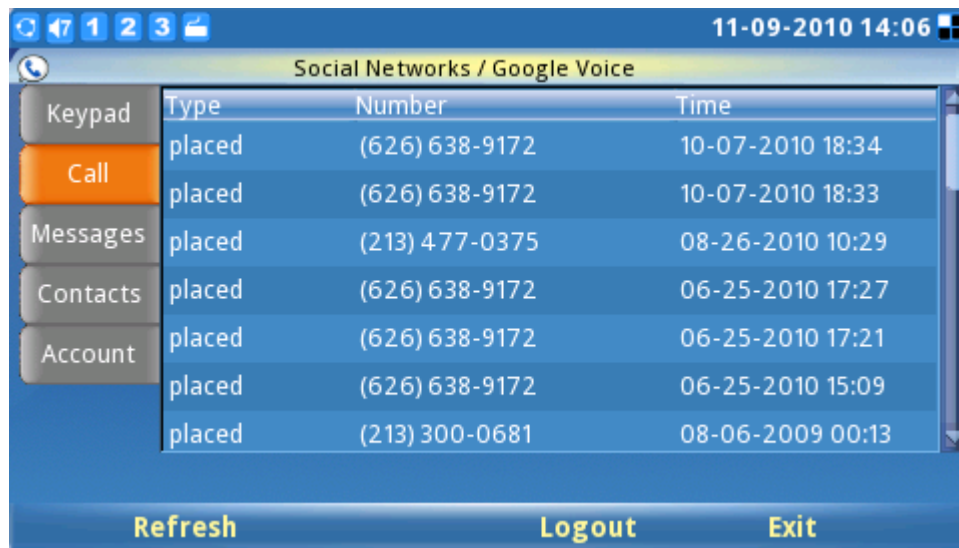 7 1 2 3 11-09-2010 14:06
Social Networks / Google Voice
Keypad
Call
Messages
Contacts
Account
Type Number Time
placed (626) 638-9172 10-07-2010 18:34
placed (626) 638-9172 10-07-2010 18:33
placed (213) 477-0375 08-26-2010 10:29
placed (626) 638-9172 06-25-2010 17:27
placed (626) 638-9172 06-25-2010 17:21
placed (626) 638-9172 06-25-2010 15:09
placed (213) 300-0681 08-06-2009 00:13
Refresh Logout Exit